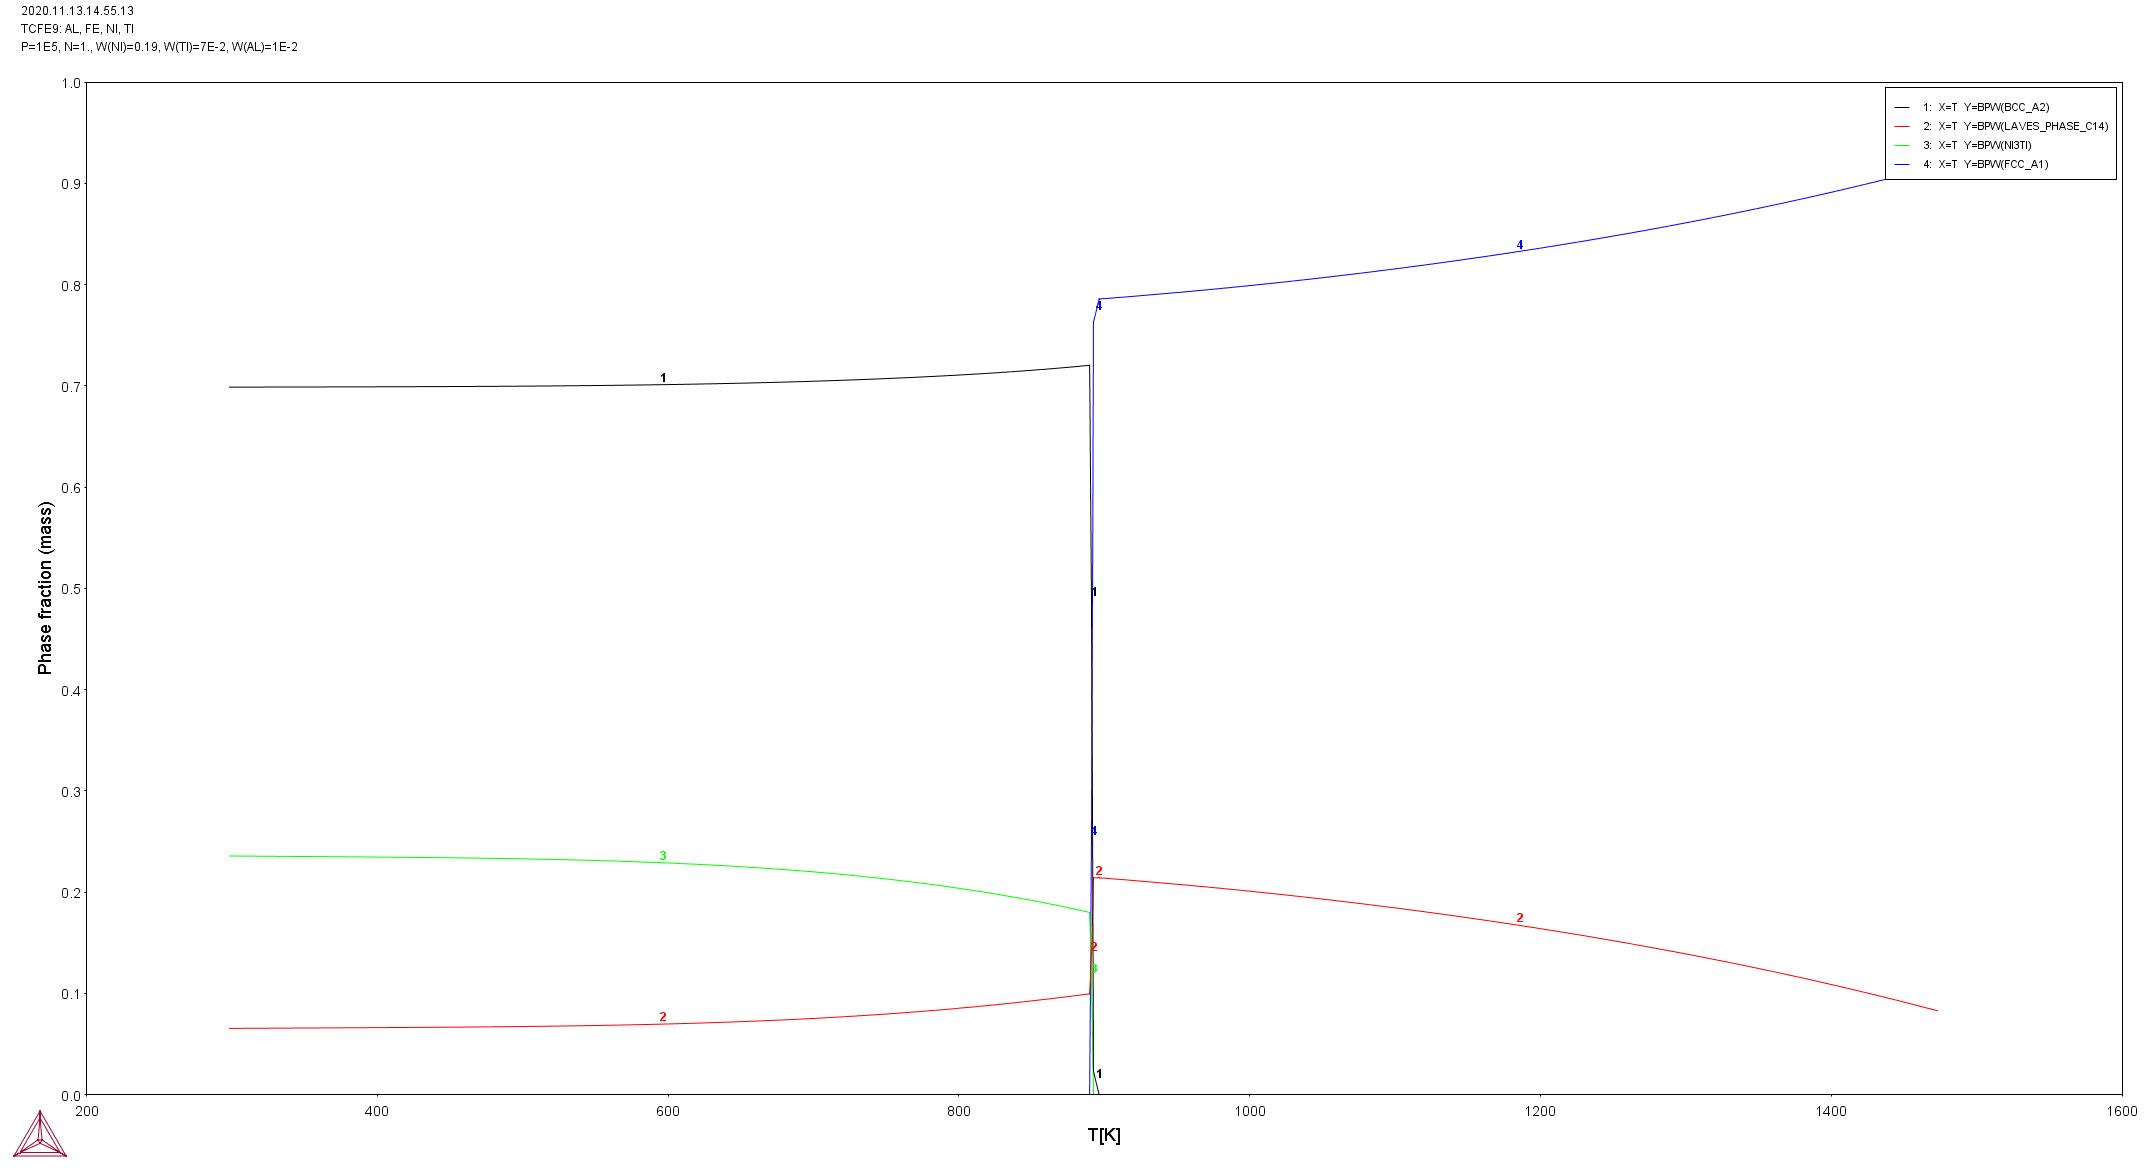 2020.11.13.14.55.13
TCFE9: AL, FE, NI, TI
P=1E5, N=1., W(NI)=0.19, W(TI)=7E-2, W(AL)=1E-2
1: X=T Y=BPW(BCC_A2)
2: X=T Y=BPW(LAVES_PHASE_C14)
3: X=T Y=BPW(NI3TI)
4: X=T Y=BPW(FCC_A1)
Phase fraction (mass)
1.0
0.9
0.8
0.7
0.6
0.5
0.4
0.3
0.2
0.1
0.0
4
4
1
1
4
3
2
2
2
3
2
1
200 400 600 800 1000 1200 1400 1600
T[K]